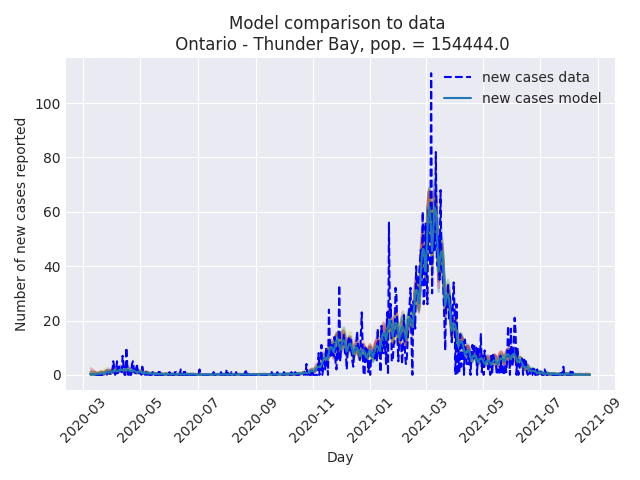 Model comparison to data
Ontario - Thunder Bay, pop. = 154444.0
new cases data
new cases model
Number of new cases reported
100
80
60
40
20
0
2020-03
2020-05
2020-07
2020-09
2020-11
2021-01
2021-03
2021-05
2021-07
2021-09
Day